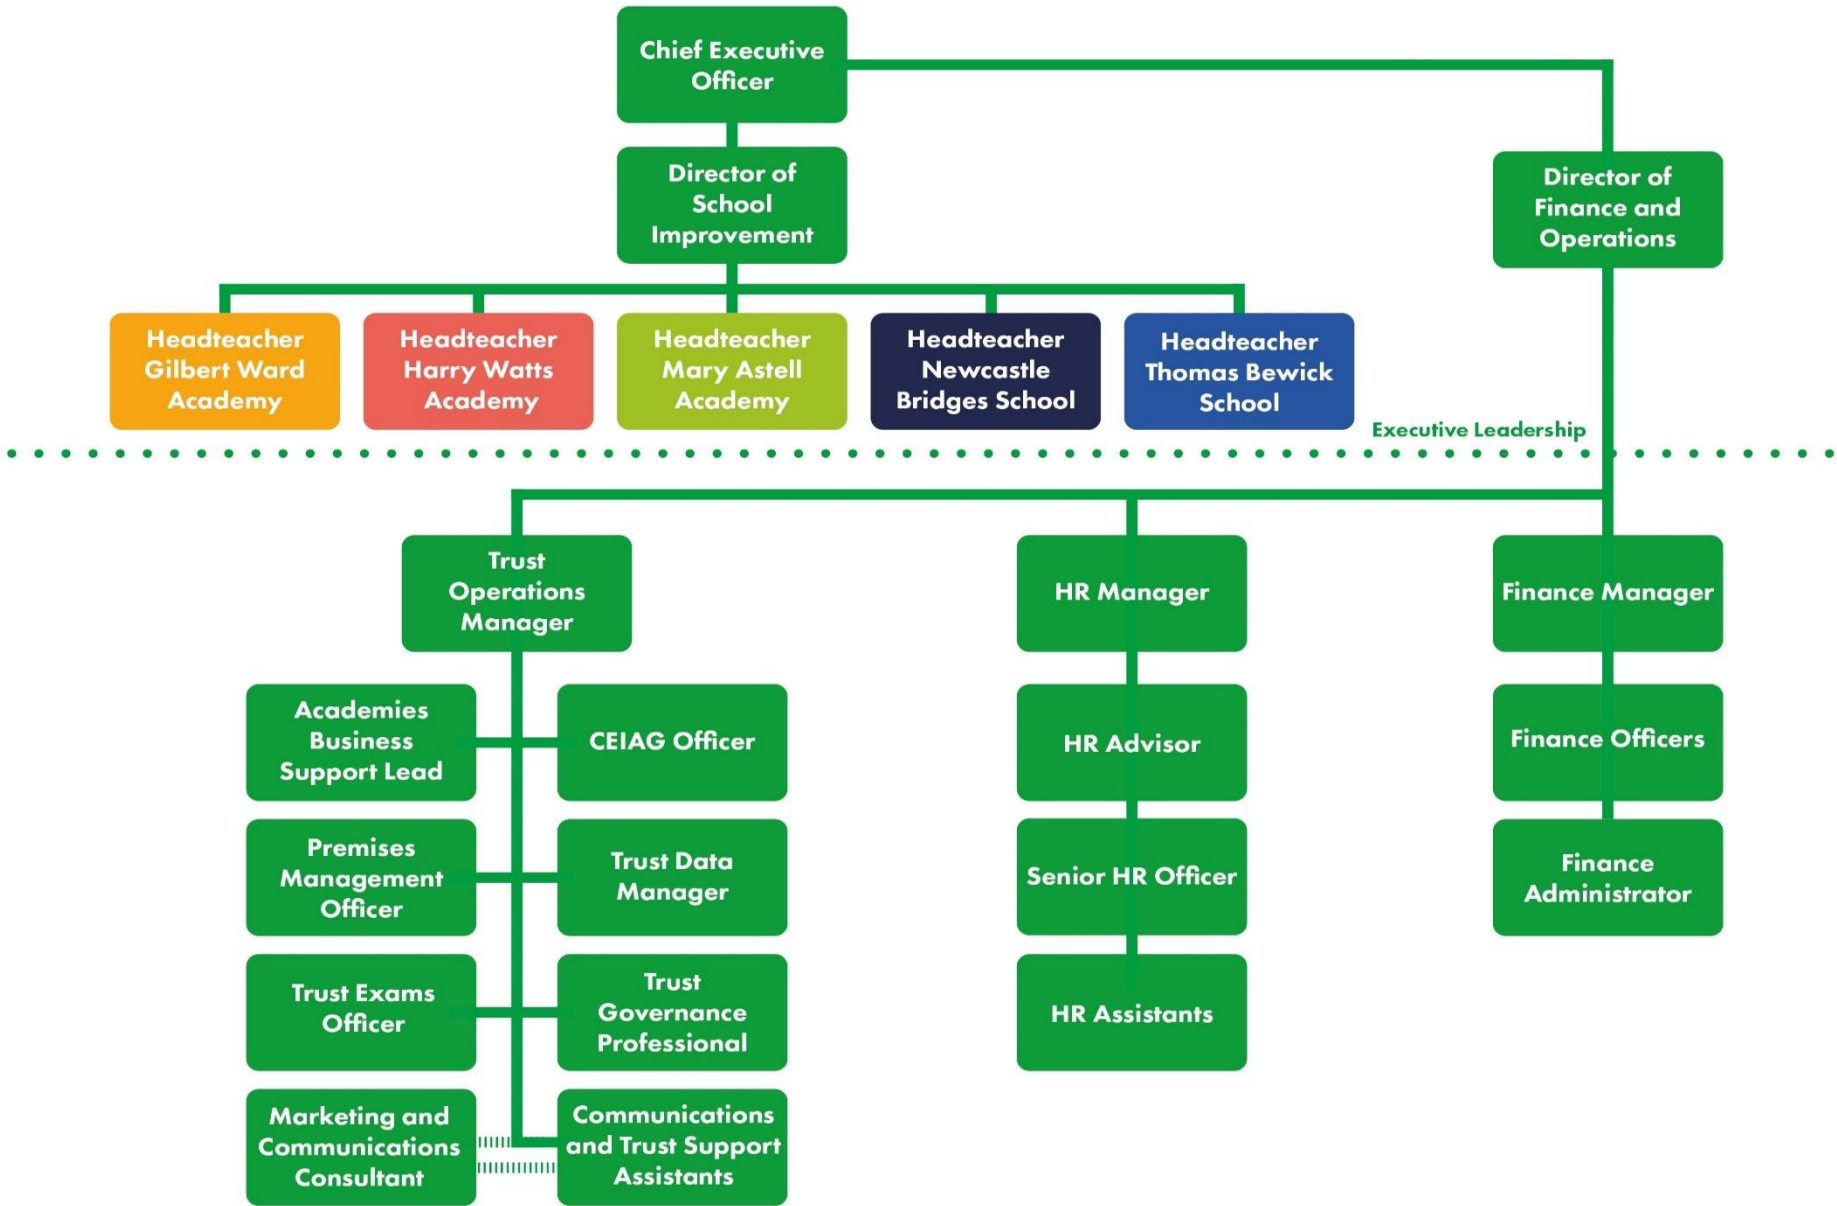 Chief Executive
Officer
Director of
School
Improvement
Director of
Finance and
Operations
Headteacher
Gilbert Ward
Academy
Headteacher
Harry Watts
Academy
Headteacher
Mary Astell
Academy
Headteacher
Newcastle
Bridges School
Headteacher
Thomas Bewick
School
Executive Leadership
Trust
Operations
Manager
HR Manager
Finance Manager
Academies
Business
Support Lead
CEIAG Officer
HR Advisor
Finance Officers
Premises
Management
Officer
Trust Data
Manager
Senior HR Officer
Finance
Administrator
Trust Exams
Officer
Trust
Governance
Professional
HR Assistants
Marketing and
Communications
Consultant
Communications
and Trust Support
Assistants